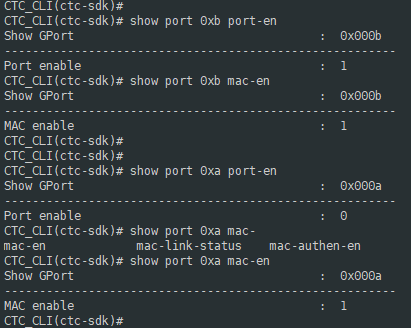 CTC_CLI(ctc-sdk)#
CTC_CLI(ctc-sdk)# show port 0xb port-en
Show GPort                              :  0x000b
-------------------------------------------------------
Port enable                             :  1
CTC_CLI(ctc-sdk)# show port 0xb mac-en
Show GPort                              :  0x000b
-------------------------------------------------------
MAC enable                              :  1
CTC_CLI(ctc-sdk)#
CTC_CLI(ctc-sdk)#
CTC_CLI(ctc-sdk)# show port 0xa port-en
Show GPort                              :  0x000a
-------------------------------------------------------
Port enable                             :  0
CTC_CLI(ctc-sdk)# show port 0xa mac-
mac-en             mac-link-status    mac-authen-en
CTC_CLI(ctc-sdk)# show port 0xa mac-en
Show GPort                              :  0x000a
-------------------------------------------------------
MAC enable                              :  1
CTC_CLI(ctc-sdk)#